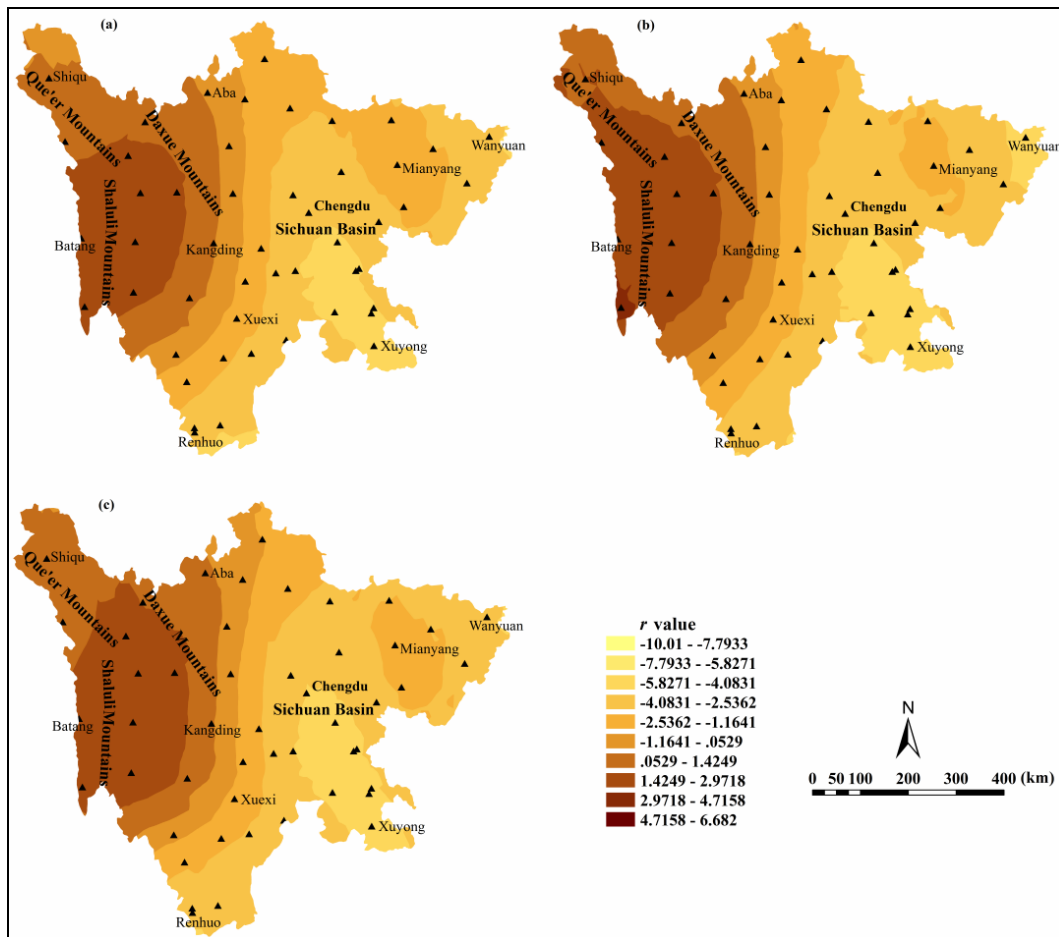 (a)
Shiqu
Que'er Mountains
Aba
Daxue Mountains
Wanyuan
Mianyang
Chengdu
Shaluli Mountains
Sichuan Basin
Batang
Kangding
Xuexi
Xuyong
Renhuo
(b)
Shiqu
Que'er Mountains
Aba
Daxue Mountains
Wanyuan
Mianyang
Chengdu
Shaluli Mountains
Sichuan Basin
Batang
Kangding
Xuexi
Xuyong
Renhuo
(c)
Shiqu
Que'er Mountains
Aba
Daxue Mountains
Wanyuan
Mianyang
Chengdu
Shaluli Mountains
Sichuan Basin
Batang
Kangding
Xuexi
Xuyong
Renhuo
r value
-10.01 - -7.7933
-7.7933 - -5.8271
-5.8271 - -4.0831
-4.0831 - -2.5362
-2.5362 - -1.1641
-1.1641 - .0529
.0529 - 1.4249
1.4249 - 2.9718
2.9718 - 4.7158
4.7158 - 6.682
N
0 50 100 200 300 400 (km)